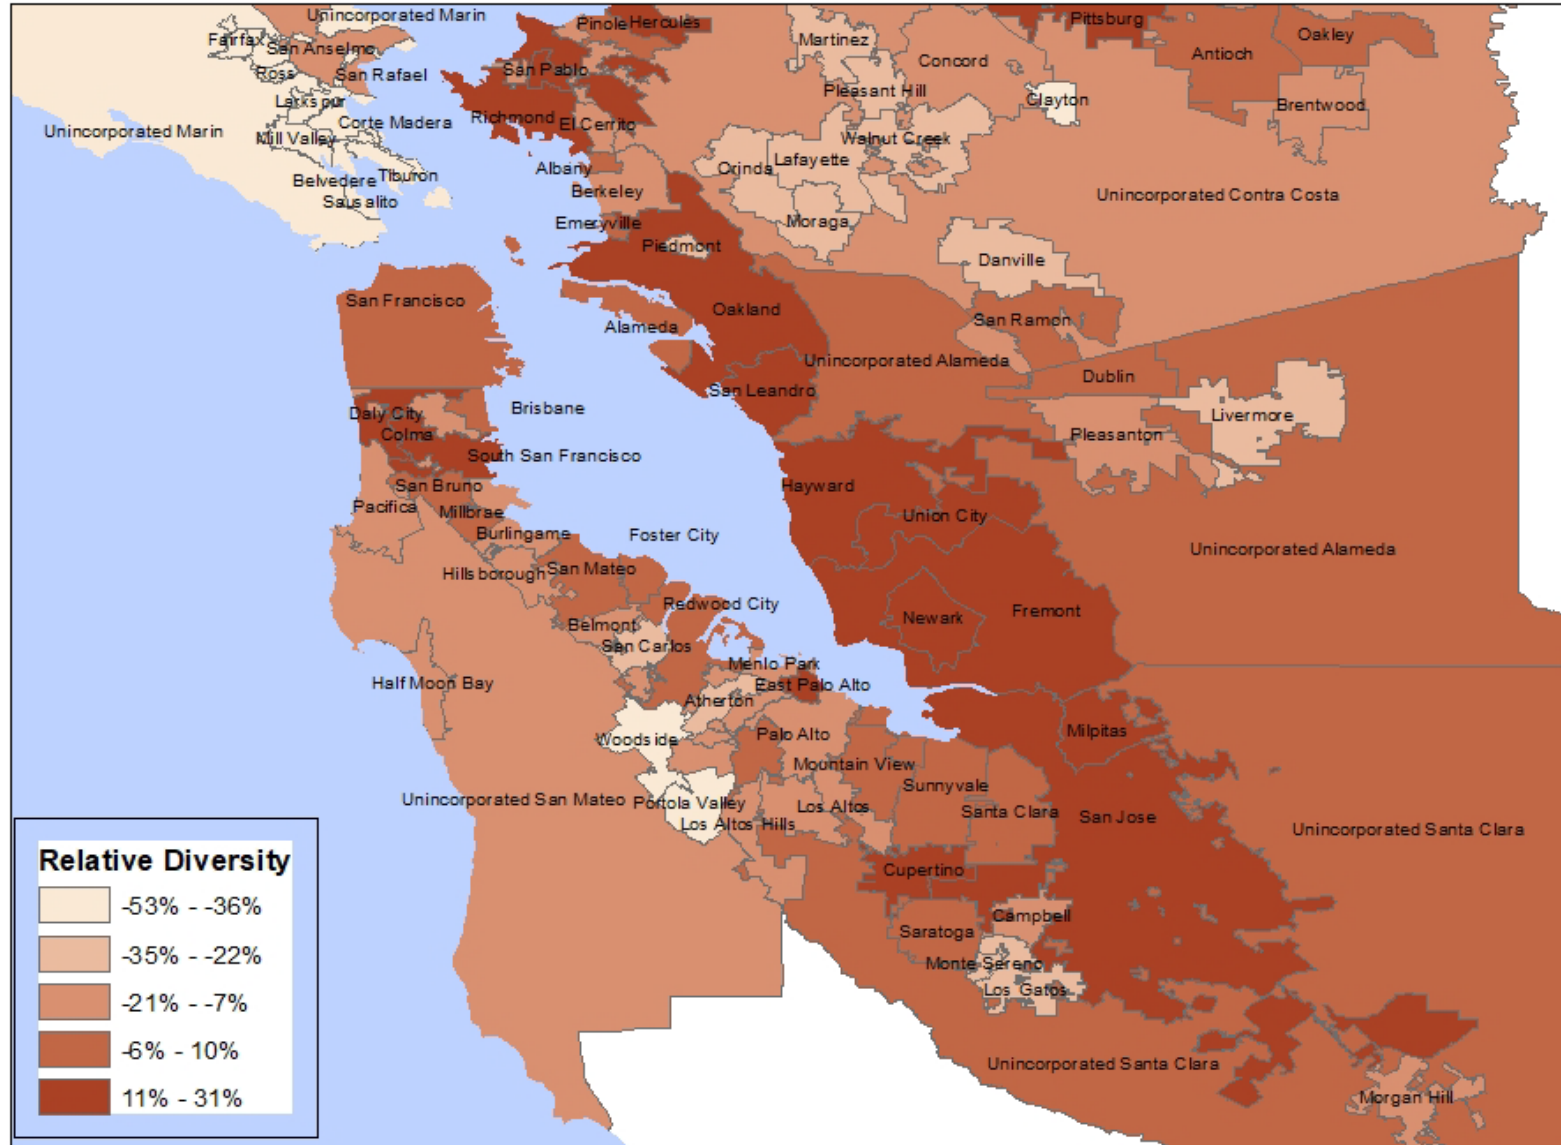 Unincorporated Marin
Pinole
Hercules
Pittsburg
Fairfax
San Anselmo
Martinez
Concord
Antioch
Oakley
Ross
San Rafael
San Pablo
Pleasant Hill
Clayton
Brentwood
Larkspur
Corte Madera
Richmond
El Cerrito
Unincorporated Marin
Mill Valley
Walnut Creek
Belvedere
Tiburon
Albany
Orinda
Lafayette
Sausalito
Berkeley
Unincorporated Contra Costa
Emeryville
Moraga
Piedmont
Danville
San Francisco
Oakland
Alameda
San Ramon
Unincorporated Alameda
Dublin
San Leandro
Daly City
Brisbane
Livermore
Colma
Pleasanton
South San Francisco
San Bruno
Hayward
Pacifica
Millbrae
Union City
Burlingame
Foster City
Unincorporated Alameda
Hillsborough
San Mateo
Redwood City
Newark
Fremont
Belmont
San Carlos
Menlo Park
Half Moon Bay
East Palo Alto
Atherton
Woodside
Palo Alto
Milpitas
Mountain View
Sunnyvale
Unincorporated San Mateo
Portola Valley
Los Altos
Santa Clara
San Jose
Los Altos Hills
Unincorporated Santa Clara
Cupertino
Campbell
Saratoga
Monte Sereno
Los Gatos
Unincorporated Santa Clara
Morgan Hill
Relative Diversity
-53% - -36%
-35% - -22%
-21% - -7%
-6% - 10%
11% - 31%